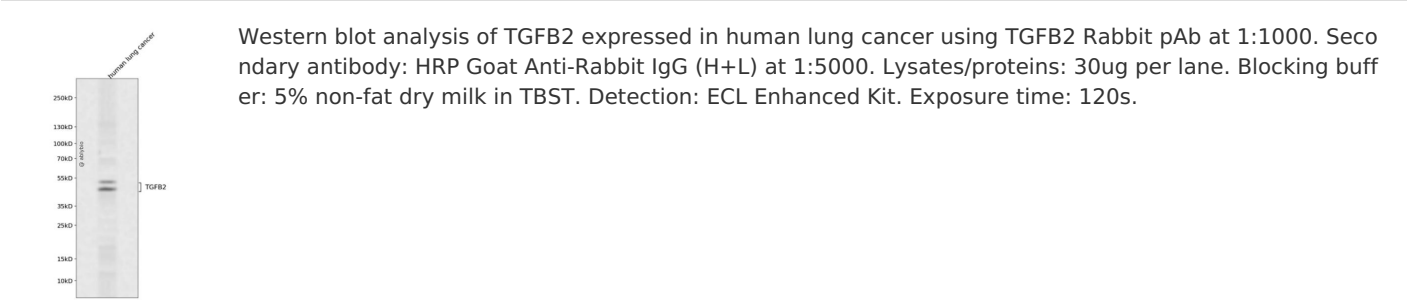 human lung cancer
Western blot analysis of TGFB2 expressed in human lung cancer using TGFB2 Rabbit pAb at 1:1000. Seco
ndary antibody: HRP Goat Anti-Rabbit IgG (H+L) at 1:5000. Lysates/proteins: 30ug per lane. Blocking buff
er: 5% non-fat dry milk in TBST. Detection: ECL Enhanced Kit. Exposure time: 120s.
250kD
130kD
100kD
70kD
55kD
TGFB2
35kD
25kD
15kD
10kD